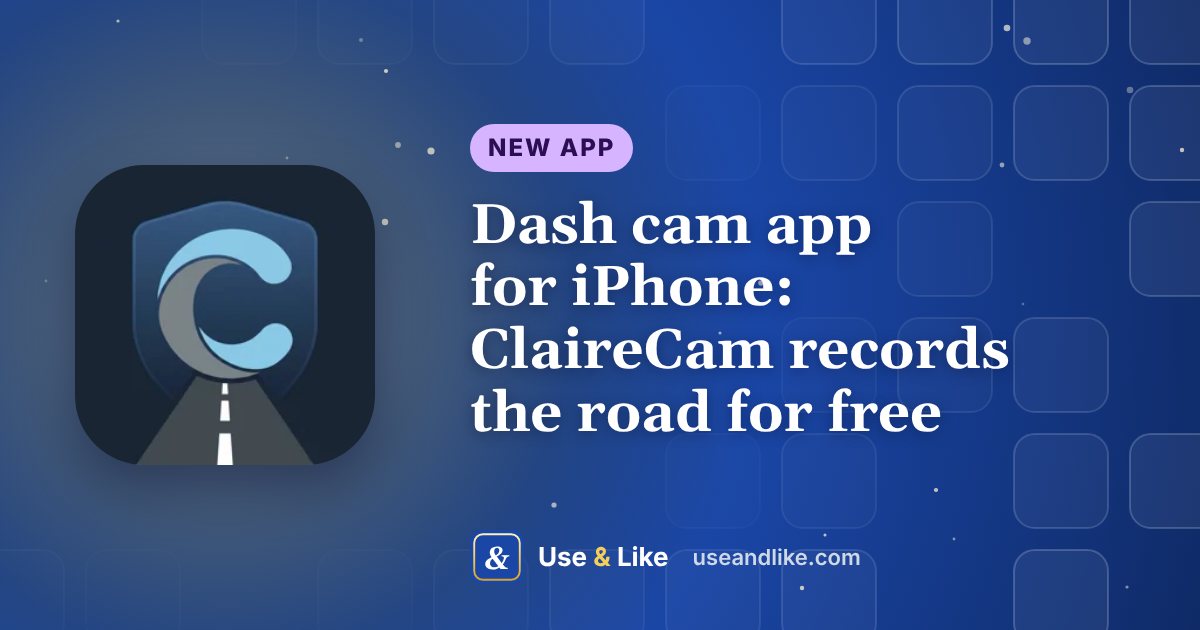 NEW APP
Dash cam app
for iPhone:
ClaireCam records
the road for free
& Use & Like useandlike.com